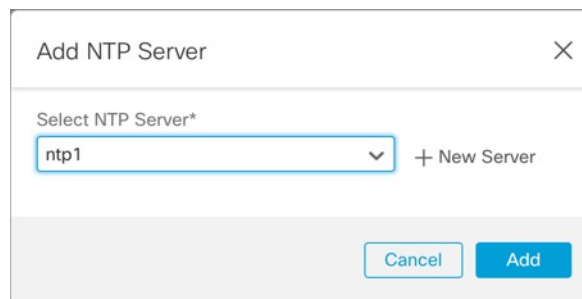 Add NTP Server
Select NTP Server*
ntp1
+ New Server
Cancel
Add